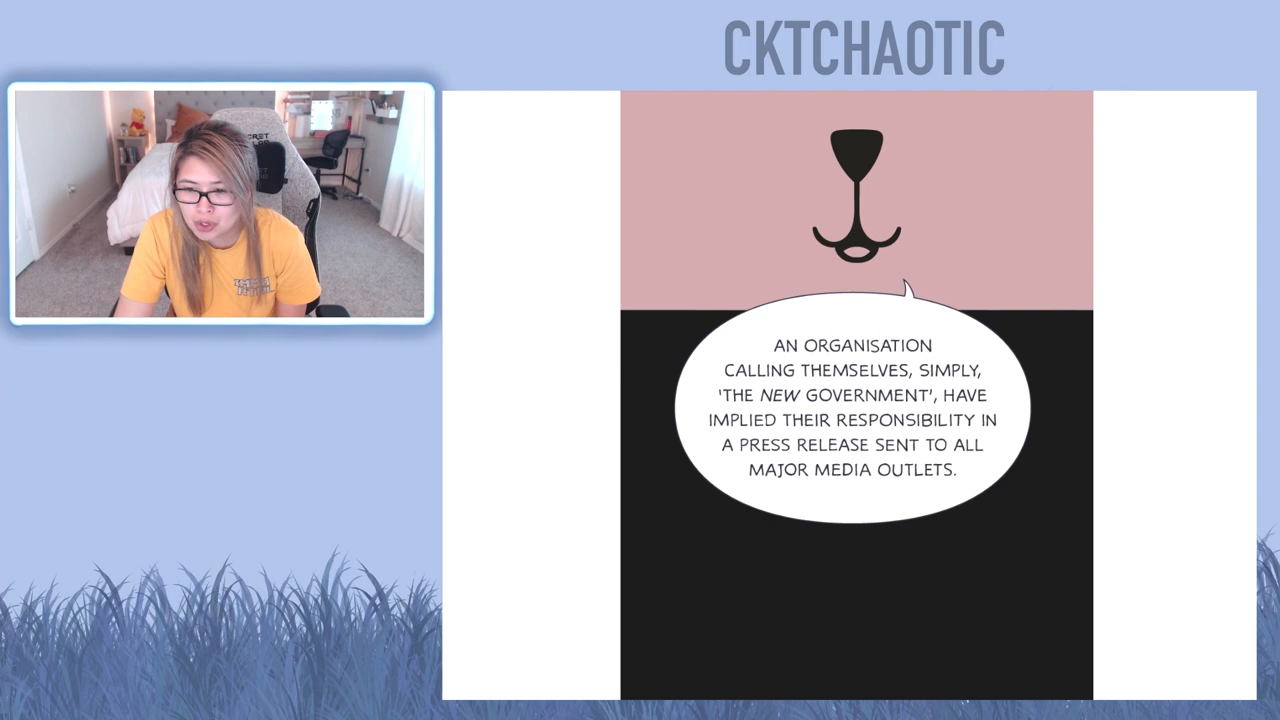 CKTCHAOTIC
AN ORGANISATION
CALLING THEMSELVES, SIMPLY,
'THE NEW GOVERNMENT', HAVE
IMPLIED THEIR RESPONSIBILITY IN
A PRESS RELEASE SENT TO ALL
MAJOR MEDIA OUTLETS.